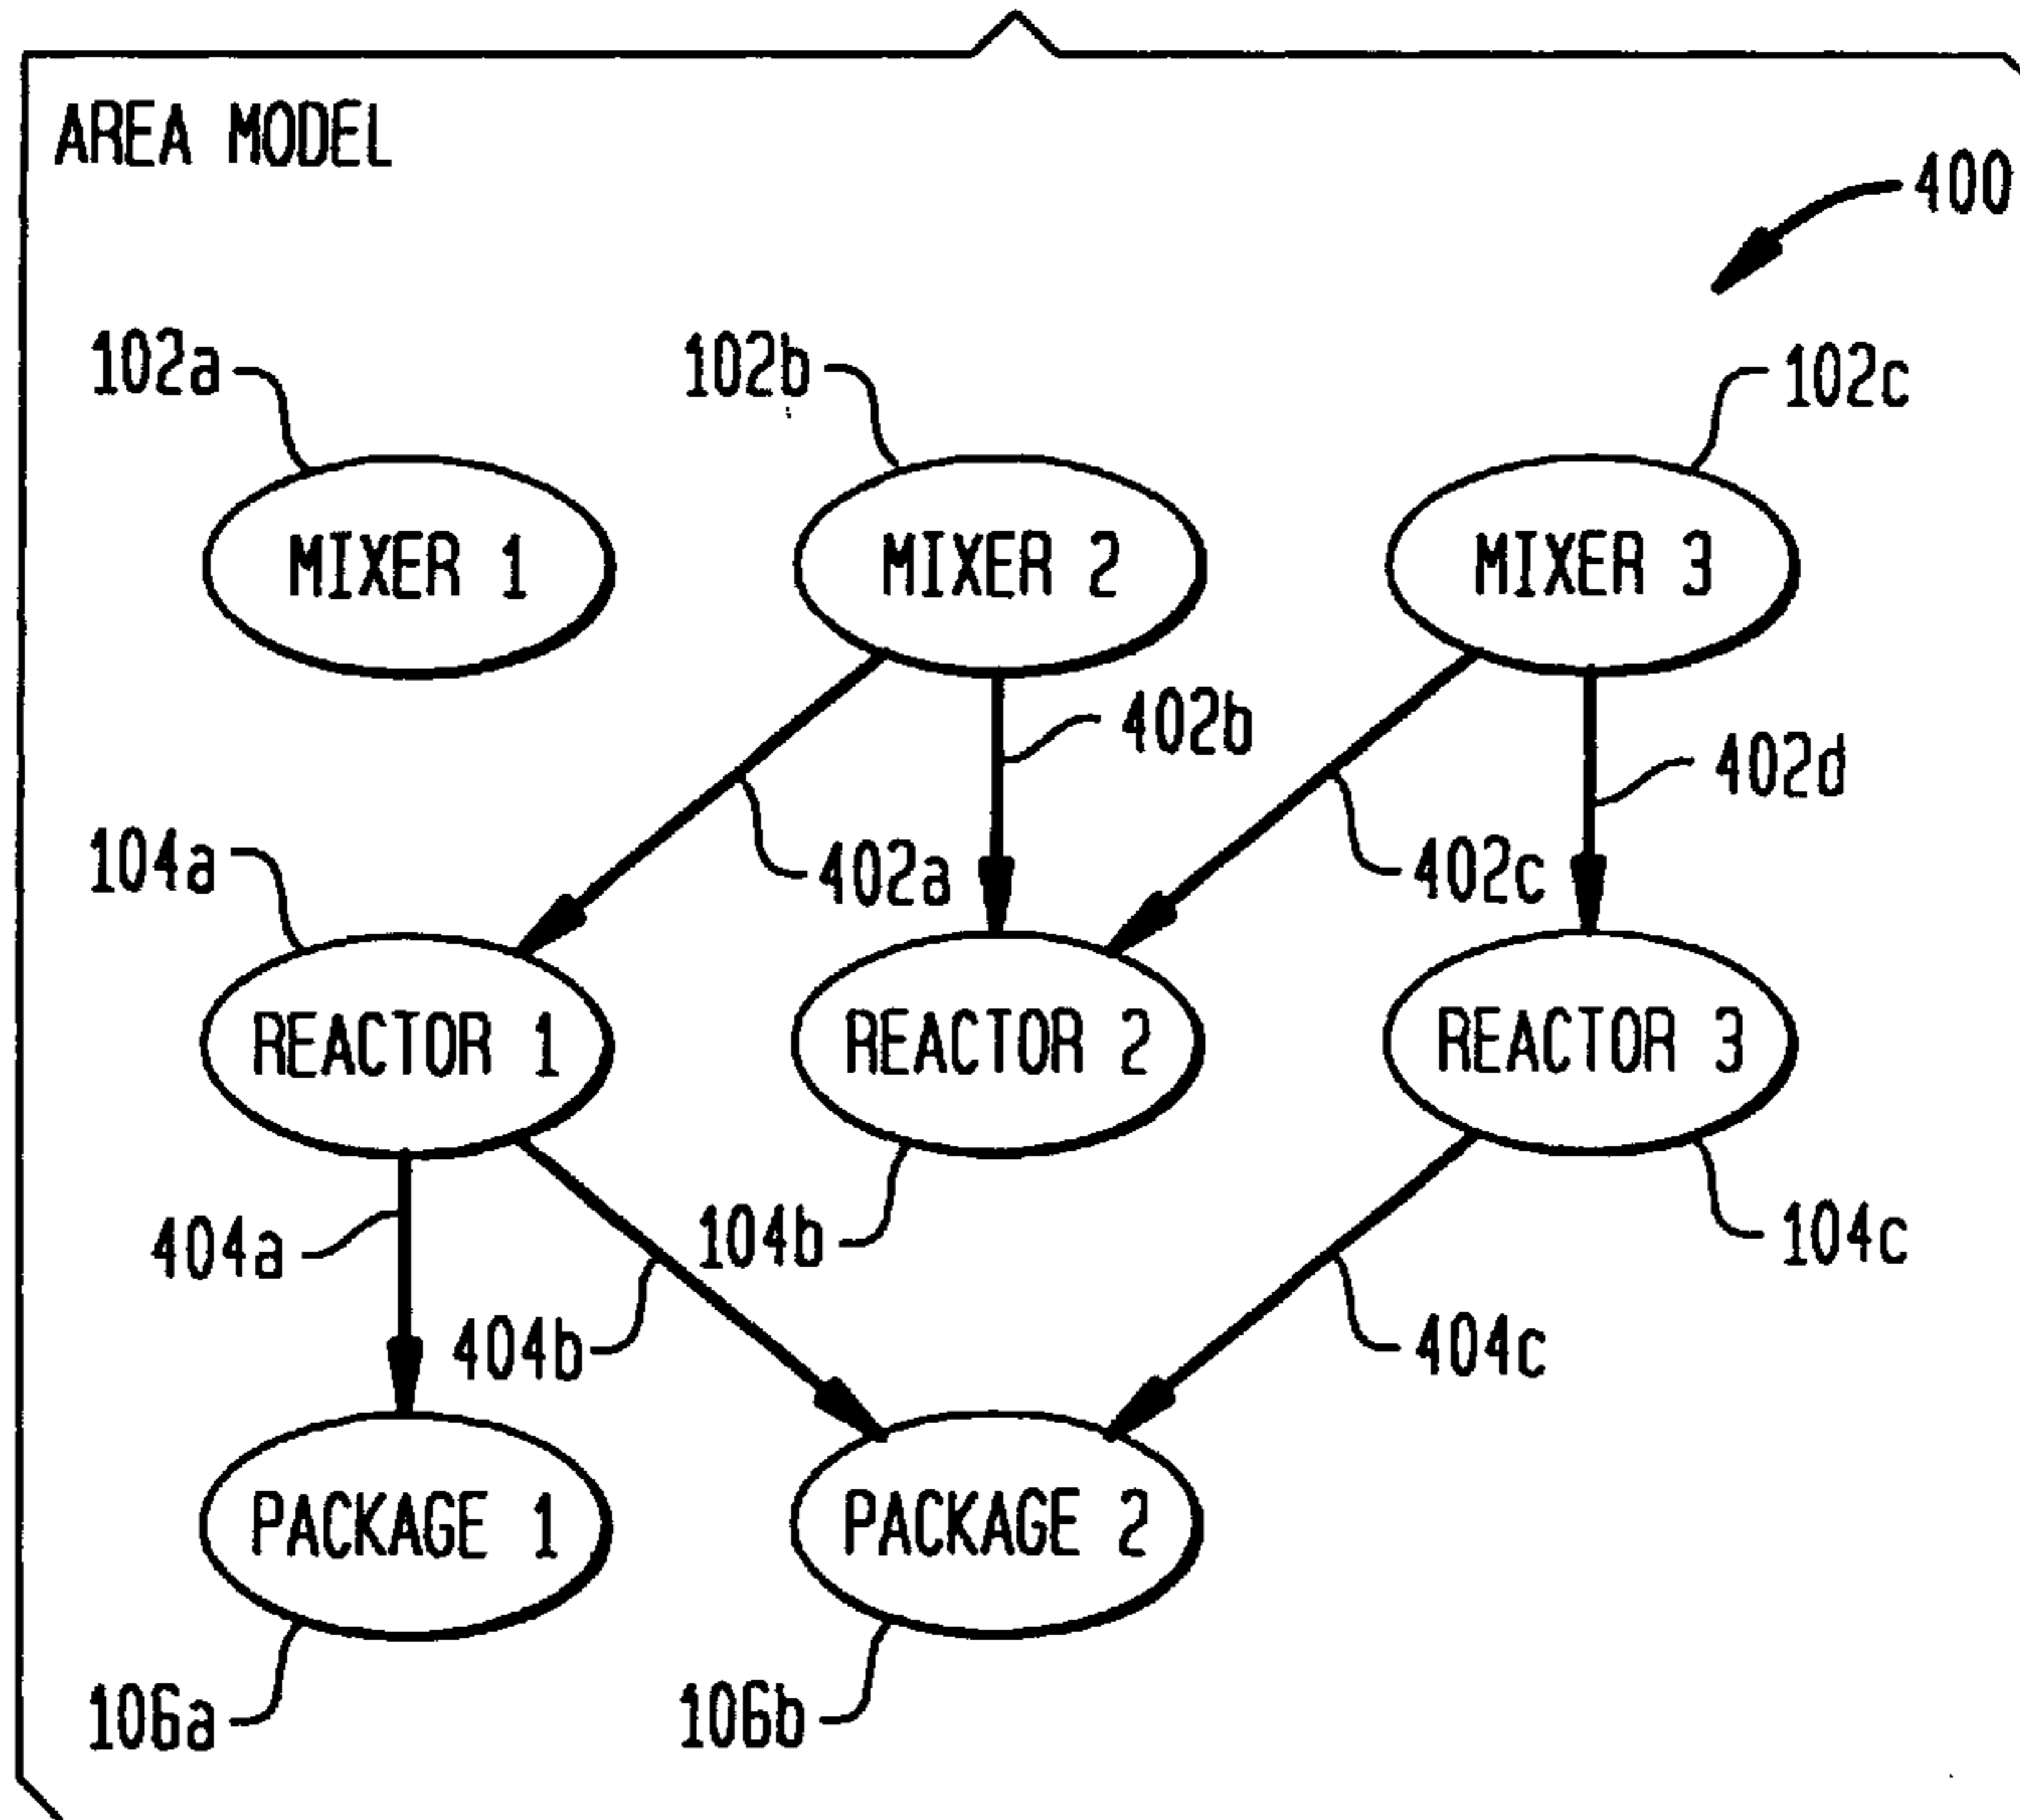 AREA MODEL
400
102a
102b
102c
MIXER 1
MIXER 2
MIXER 3
402b
402d
104a
402a
402c
REACTOR 1
REACTOR 2
REACTOR 3
404a
104b
104c
404b
404c
PACKAGE 1
PACKAGE 2
106a
106b